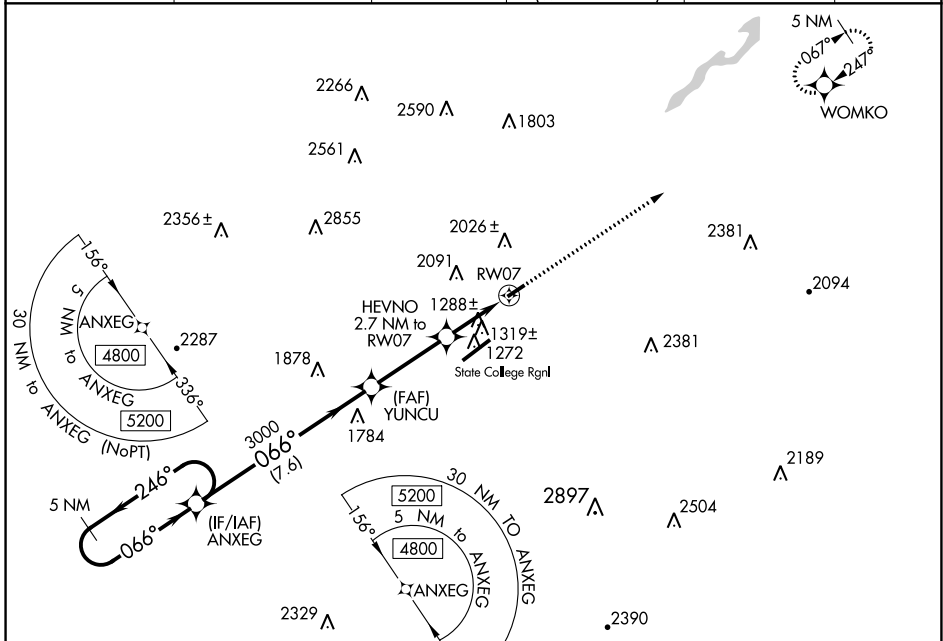 5 NM
067°
247°
WOMKO
2266
2590
1803
2561
2356±
2855
2026±
2381
2091
RW07
2094
156°
5 NM to ANXEG
30 NM to ANXEG (NoPT)
ANXEG
4800
2287
336°
5200
HEVNO
2.7 NM to
RW07
1288±
1319±
1272
State College Rgnl
2381
1878
(FAF)
YUNCU
1784
3000
066°
(7.6)
246°
5 NM
066°
(IF/IAF)
ANXEG
2189
2897
2504
30 NM TO ANXEG
5200
156°
5 NM to ANXEG
4800
ANXEG
2329
2390